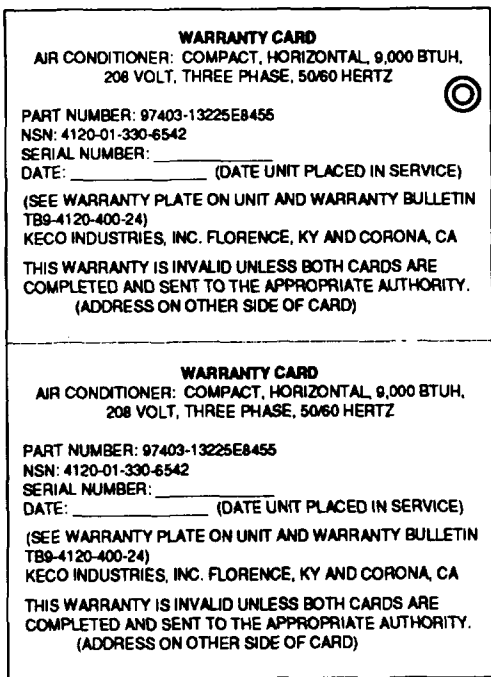 WARRANTY CARD
AIR CONDITIONER: COMPACT, HORIZONTAL, 9,000 BTUH,
208 VOLT, THREE PHASE, 50/60 HERTZ
PART NUMBER: 97403-13225E8455
NSN: 4120-01-330-6542
SERIAL NUMBER: ____________
DATE: ____________ (DATE UNIT PLACED IN SERVICE)
(SEE WARRANTY PLATE ON UNIT AND WARRANTY BULLETIN
TB9-4120-400-24)
KECO INDUSTRIES, INC. FLORENCE, KY AND CORONA, CA
THIS WARRANTY IS INVALID UNLESS BOTH CARDS ARE
COMPLETED AND SENT TO THE APPROPRIATE AUTHORITY.
(ADDRESS ON OTHER SIDE OF CARD)
WARRANTY CARD
AIR CONDITIONER: COMPACT, HORIZONTAL, 9,000 BTUH,
208 VOLT, THREE PHASE, 50/60 HERTZ
PART NUMBER: 97403-13225E8455
NSN: 4120-01-330-6542
SERIAL NUMBER: ____________
DATE: ____________ (DATE UNIT PLACED IN SERVICE)
(SEE WARRANTY PLATE ON UNIT AND WARRANTY BULLETIN
TB9-4120-400-24)
KECO INDUSTRIES, INC. FLORENCE, KY AND CORONA, CA
THIS WARRANTY IS INVALID UNLESS BOTH CARDS ARE
COMPLETED AND SENT TO THE APPROPRIATE AUTHORITY.
(ADDRESS ON OTHER SIDE OF CARD)